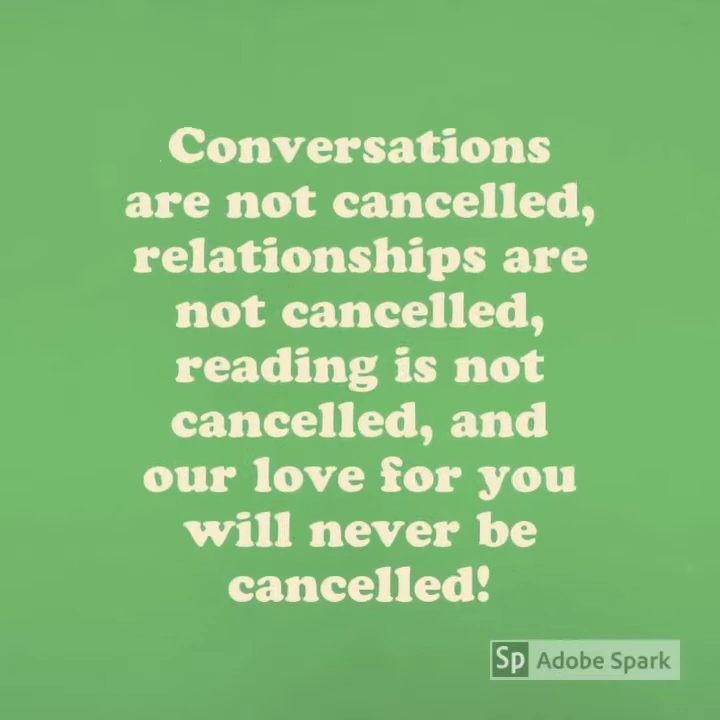 Conversations
are not cancelled,
relationships are
not cancelled,
reading is not
cancelled, and
our love for you
will never be
cancelled!
Sp Adobe Spark